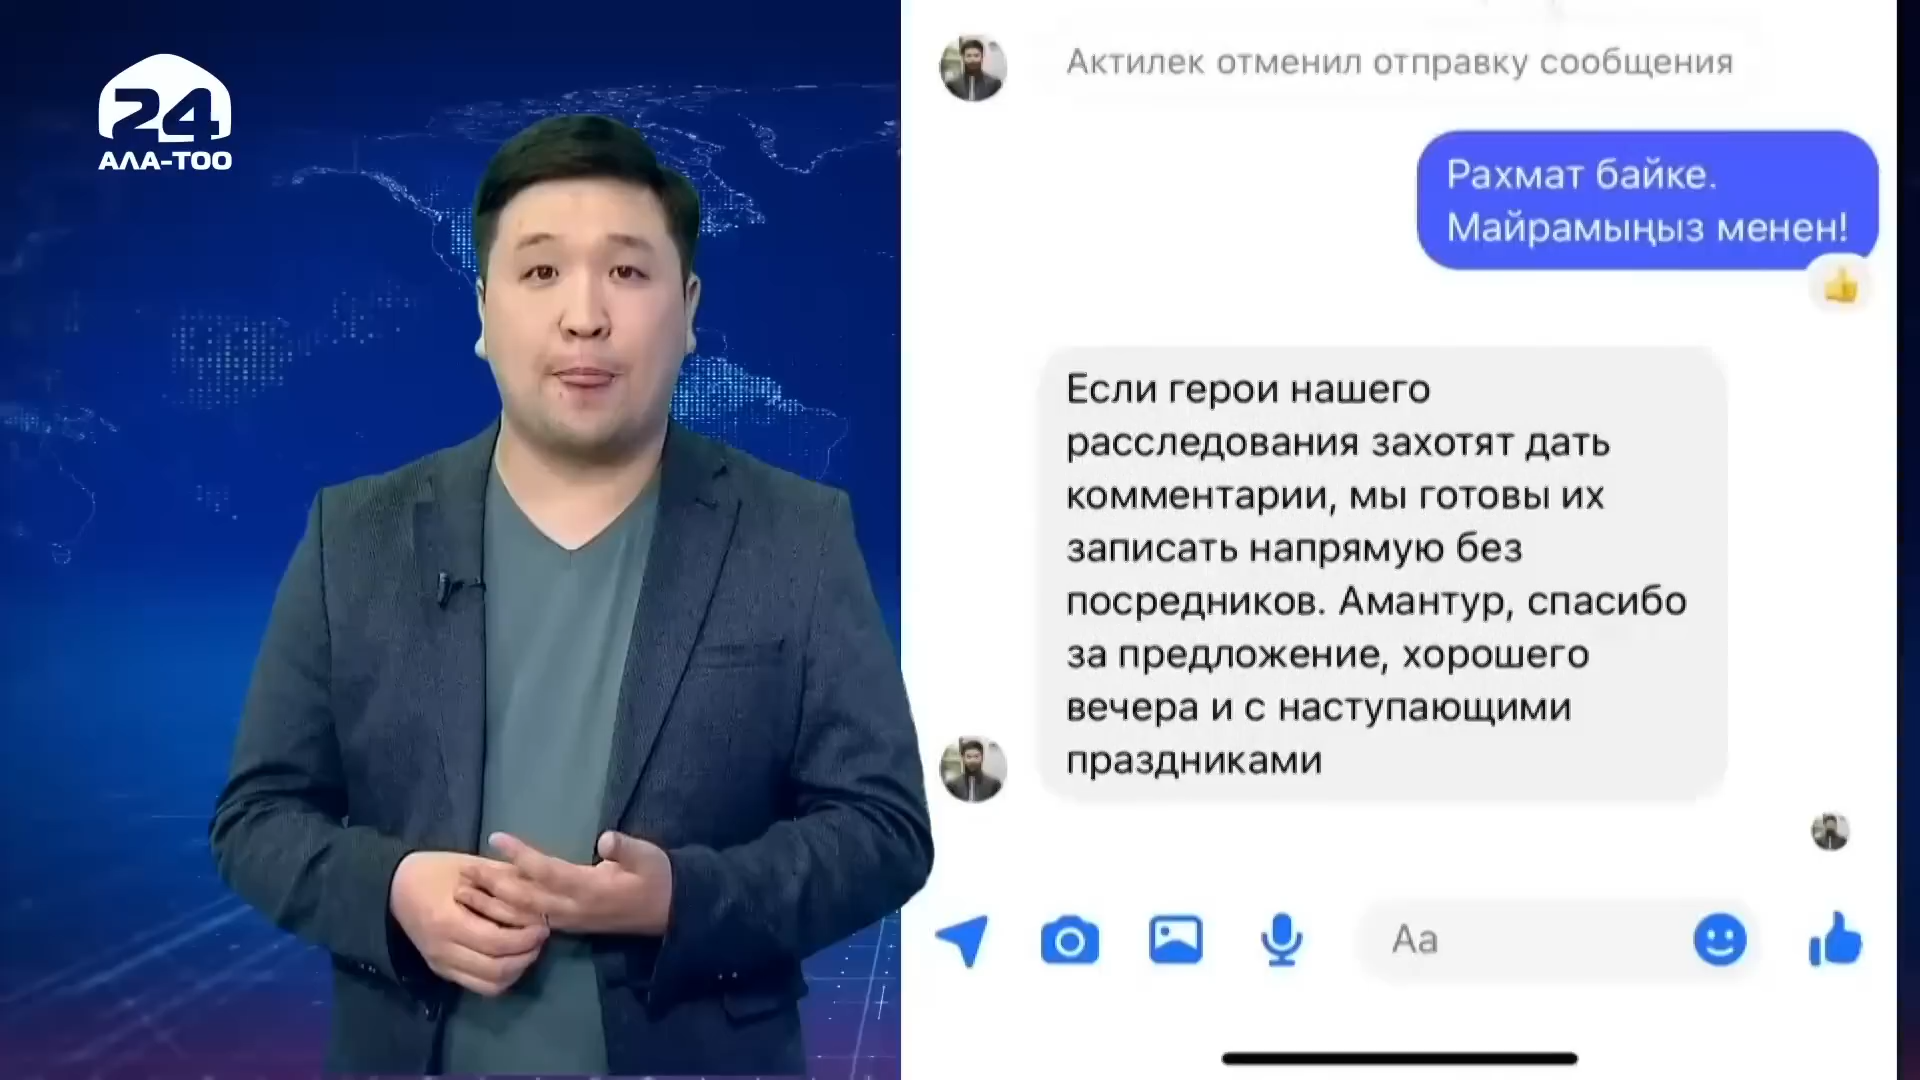 24
АЛА-ТОО
Актилек отменил отправку сообщения
Рахмат байке.
Майрамыңыз менен!
Если герои нашего
расследования захотят дать
комментарии, мы готовы их
записать напрямую без
посредников. Амантур, спасибо
за предложение, хорошего
вечера и с наступающими
праздниками
Aa